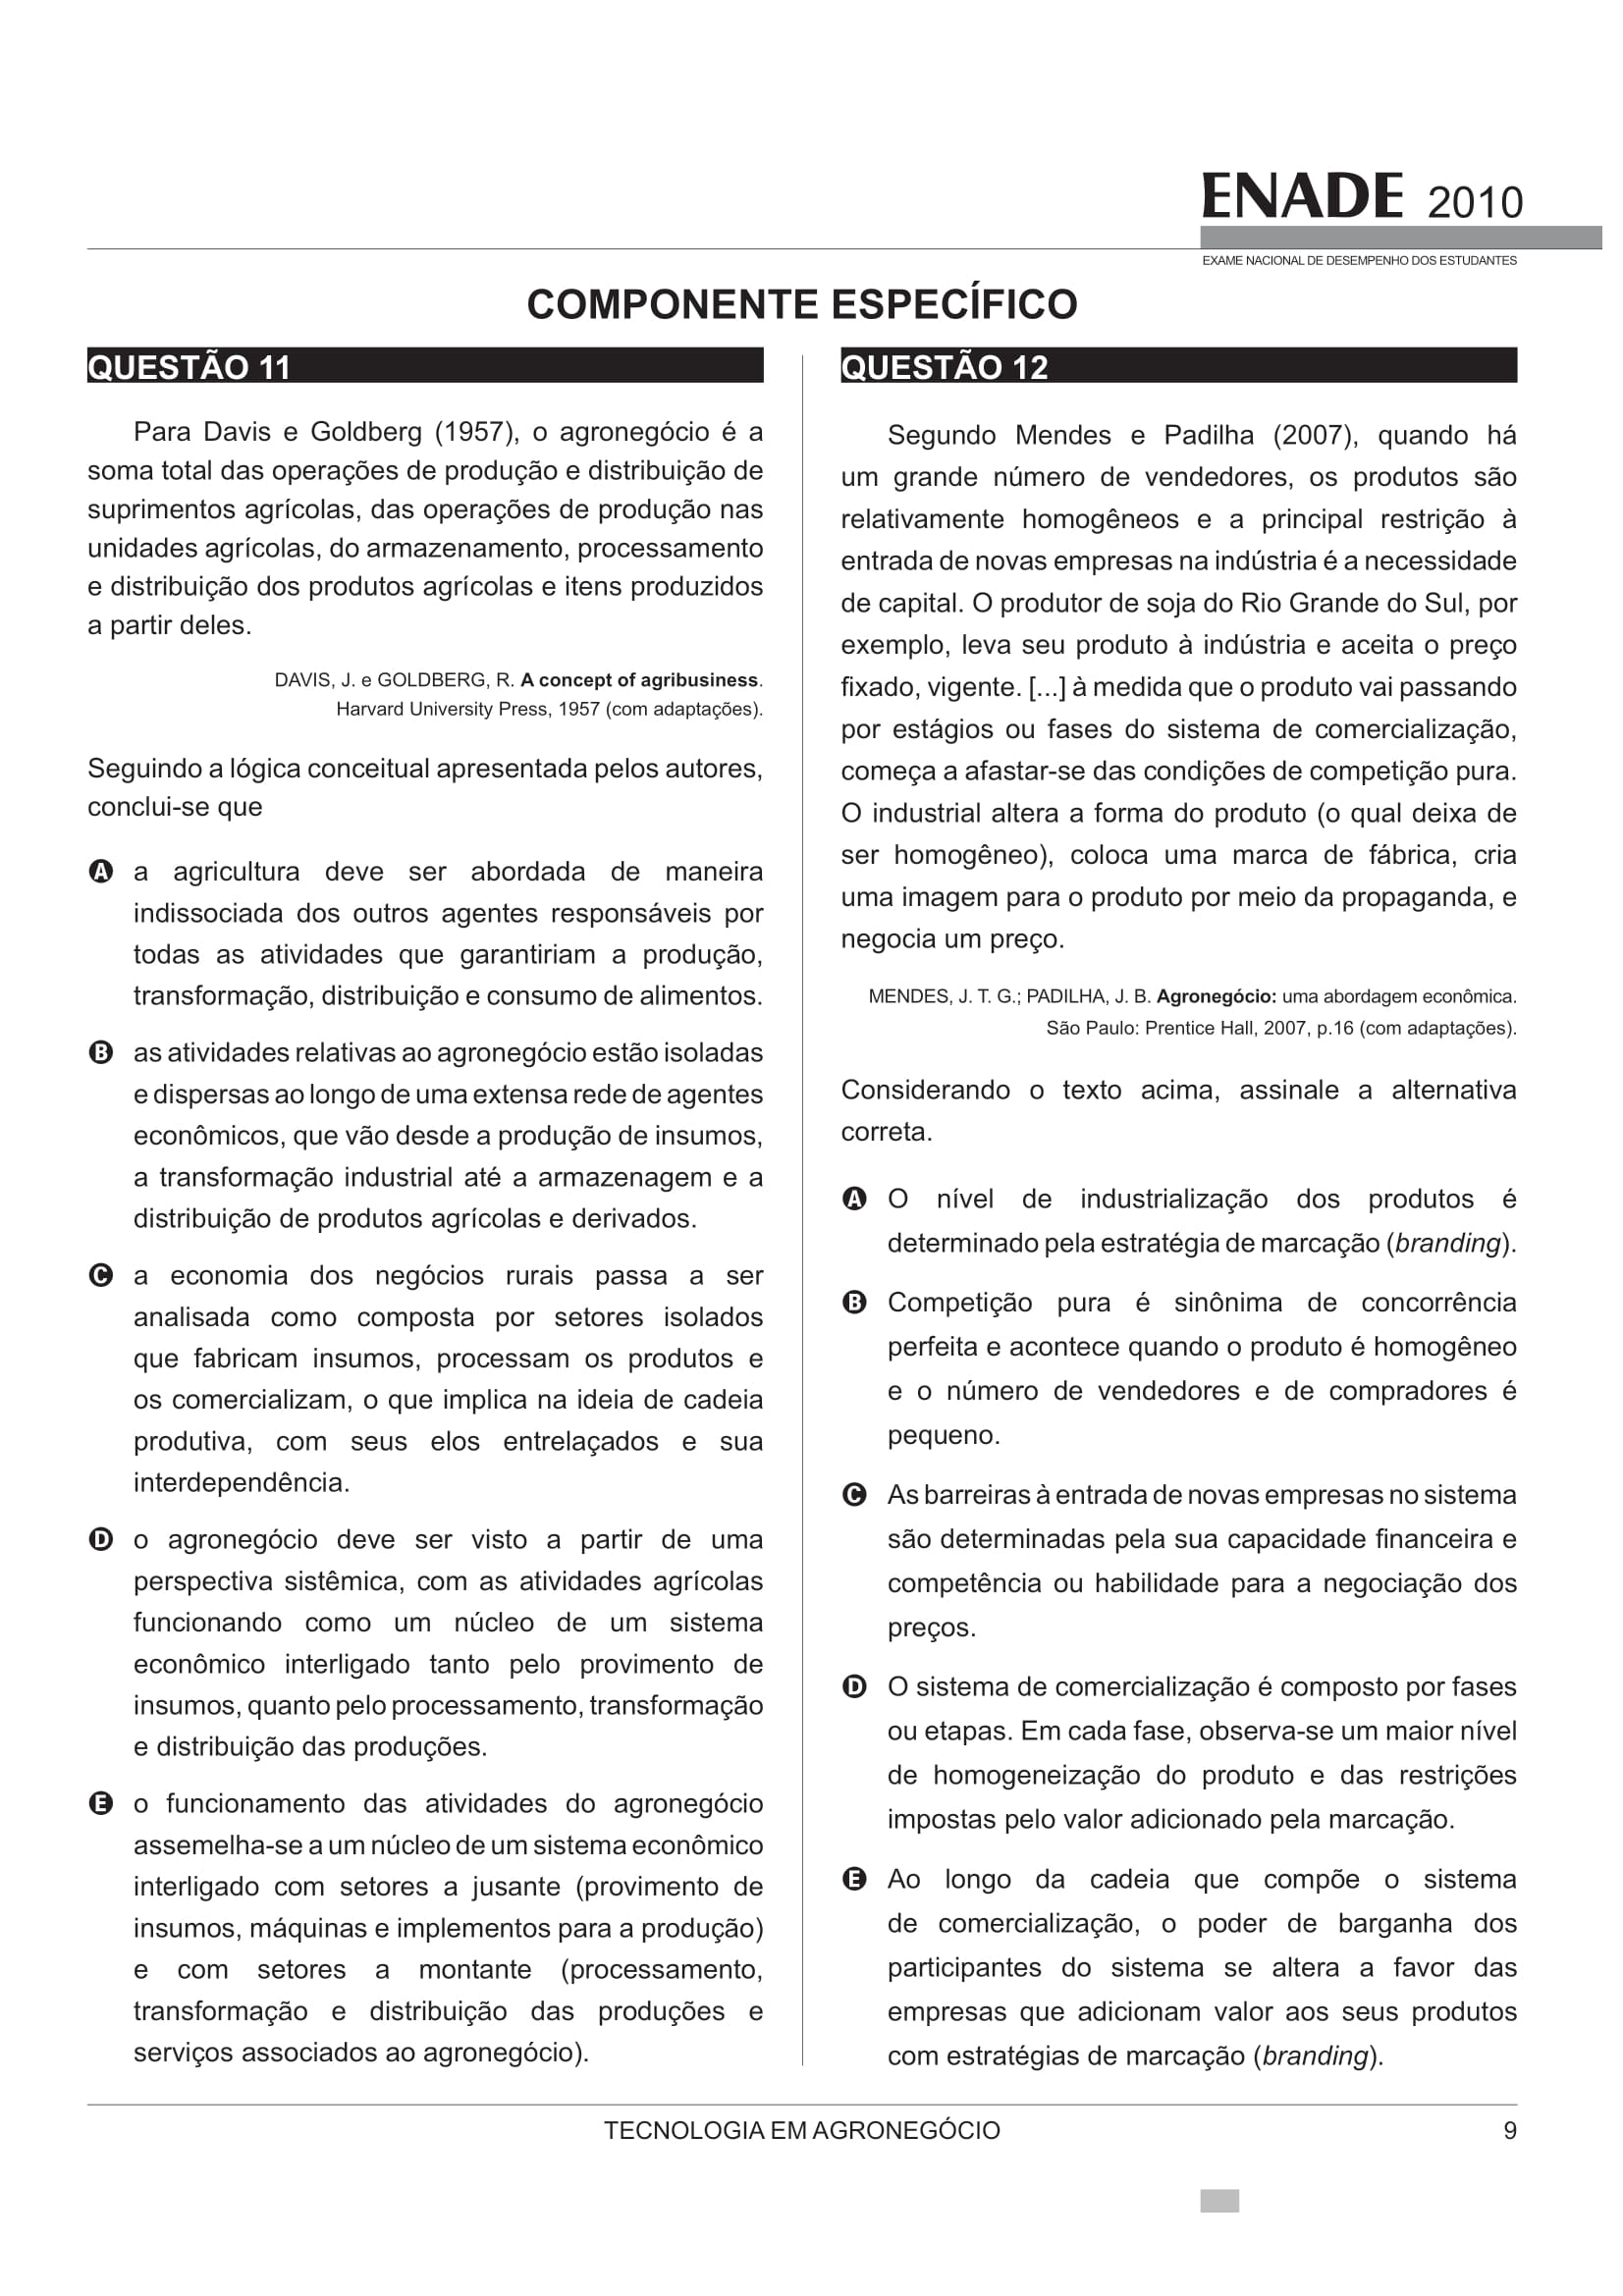 ENADE 2010
EXAME NACIONAL DE DESEMPENHO DOS ESTUDANTES
COMPONENTE ESPECÍFICO
QUESTÃO 11
Para Davis e Goldberg (1957), o agronegócio é a
soma total das operações de produção e distribuição de
suprimentos agrícolas, das operações de produção nas
unidades agrícolas, do armazenamento, processamento
e distribuição dos produtos agrícolas e itens produzidos
a partir deles.
DAVIS, J. e GOLDBERG, R. A concept of agribusiness.
Harvard University Press, 1957 (com adaptações).
Seguindo a lógica conceitual apresentada pelos autores,
conclui-se que
A a agricultura deve ser abordada de maneira
indissociada dos outros agentes responsáveis por
todas as atividades que garantiriam a produção,
transformação, distribuição e consumo de alimentos.
B as atividades relativas ao agronegócio estão isoladas
e dispersas ao longo de uma extensa rede de agentes
econômicos, que vão desde a produção de insumos,
a transformação industrial até a armazenagem e a
distribuição de produtos agrícolas e derivados.
C a economia dos negócios rurais passa a ser
analisada como composta por setores isolados
que fabricam insumos, processam os produtos e
os comercializam, o que implica na ideia de cadeia
produtiva, com seus elos entrelaçados e sua
interdependência.
D o agronegócio deve ser visto a partir de uma
perspectiva sistêmica, com as atividades agrícolas
funcionando como um núcleo de um sistema
econômico interligado tanto pelo provimento de
insumos, quanto pelo processamento, transformação
e distribuição das produções.
E o funcionamento das atividades do agronegócio
assemelha-se a um núcleo de um sistema econômico
interligado com setores a jusante (provimento de
insumos, máquinas e implementos para a produção)
e com setores a montante (processamento,
transformação e distribuição das produções e
serviços associados ao agronegócio).
QUESTÃO 12
Segundo Mendes e Padilha (2007), quando há
um grande número de vendedores, os produtos são
relativamente homogêneos e a principal restrição à
entrada de novas empresas na indústria é a necessidade
de capital. O produtor de soja do Rio Grande do Sul, por
exemplo, leva seu produto à indústria e aceita o preço
fixado, vigente. [...] à medida que o produto vai passando
por estágios ou fases do sistema de comercialização,
começa a afastar-se das condições de competição pura.
O industrial altera a forma do produto (o qual deixa de
ser homogêneo), coloca uma marca de fábrica, cria
uma imagem para o produto por meio da propaganda, e
negocia um preço.
MENDES, J. T. G.; PADILHA, J. B. Agronegócio: uma abordagem econômica.
São Paulo: Prentice Hall, 2007, p.16 (com adaptações).
Considerando o texto acima, assinale a alternativa
correta.
A O nível de industrialização dos produtos é
determinado pela estratégia de marcação (branding).
B Competição pura é sinônima de concorrência
perfeita e acontece quando o produto é homogêneo
e o número de vendedores e de compradores é
pequeno.
C As barreiras à entrada de novas empresas no sistema
são determinadas pela sua capacidade financeira e
competência ou habilidade para a negociação dos
preços.
D O sistema de comercialização é composto por fases
ou etapas. Em cada fase, observa-se um maior nível
de homogeneização do produto e das restrições
impostas pelo valor adicionado pela marcação.
E Ao longo da cadeia que compõe o sistema
de comercialização, o poder de barganha dos
participantes do sistema se altera a favor das
empresas que adicionam valor aos seus produtos
com estratégias de marcação (branding).
TECNOLOGIA EM AGRONEGÓCIO
9